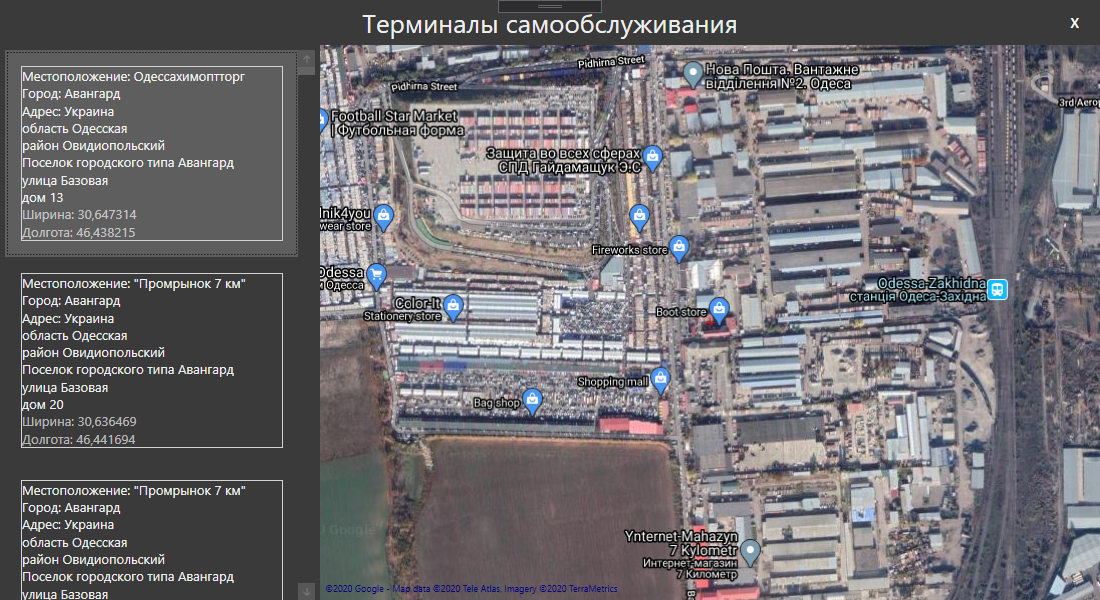 Терминалы самообслуживания
X
Местоположение: Одессахимоптторг
Город: Авангард
Адрес: Украина
область Одесская
район Овидиопольский
Поселок городского типа Авангард
улица Базовая
дом 13
Ширина: 30,647314
Долгота: 46,438215
Местоположение: "Промрынок 7 км"
Город: Авангард
Адрес: Украина
область Одесская
район Овидиопольский
Поселок городского типа Авангард
улица Базовая
дом 20
Ширина: 30,636469
Долгота: 46,441694
Местоположение: "Промрынок 7 км"
Город: Авангард
Адрес: Украина
область Одесская
район Овидиопольский
Поселок городского типа Авангард
улица Базовая
Pidhirna Street
Pidhirna Street
Нова Пошта. Вантажне
відділення №2. Одеса
3rd Aerop
Football Star Market
| Футбольная форма
Защита во всех сферах
СПД Гайдамащук Э.С
lnik4you
wear store
Fireworks store
Odessa
м Одесса
Odessa-Zakhidna
станція Одеса-Західна
Color-It
Stationery store
Boot store
Shopping mall
Bag shop
Ynternet-Mahazyn
7 Kylometr
Интернет-магазин
7 Километр
Google
©2020 Google - Map data ©2020 Tele Atlas, Imagery ©2020 TerraMetrics